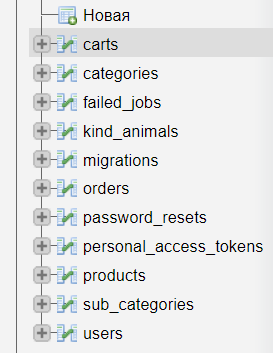 Новая
carts
categories
failed_jobs
kind_animals
migrations
orders
password_resets
personal_access_tokens
products
sub_categories
users